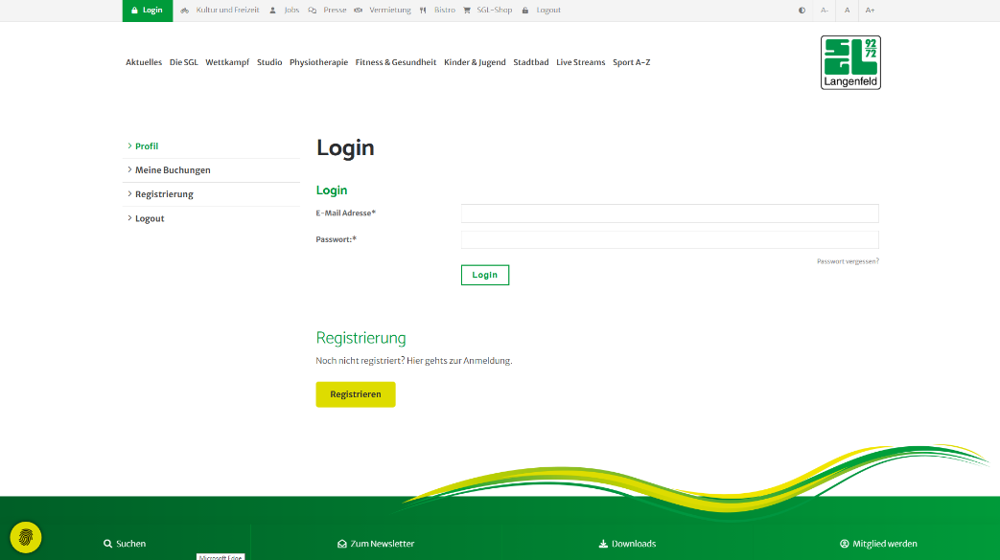 Login Kultur und Freizeit Jobs Presse Vermietung Bistro SGL-Shop Logout A- A A+
92
72
Langenfeld
Aktuelles Die SGL Wettkampf Studio Physiotherapie Fitness & Gesundheit Kinder & Jugend Stadtbad Live Streams Sport A-Z
Profil
Meine Buchungen
Registrierung
Logout
Login
Login
E-Mail Adresse*
Passwort:*
Passwort vergessen?
Login
Registrierung
Noch nicht registriert? Hier gehts zur Anmeldung.
Registrieren
Suchen Zum Newsletter Downloads Mitglied werden
Microsoft Edge